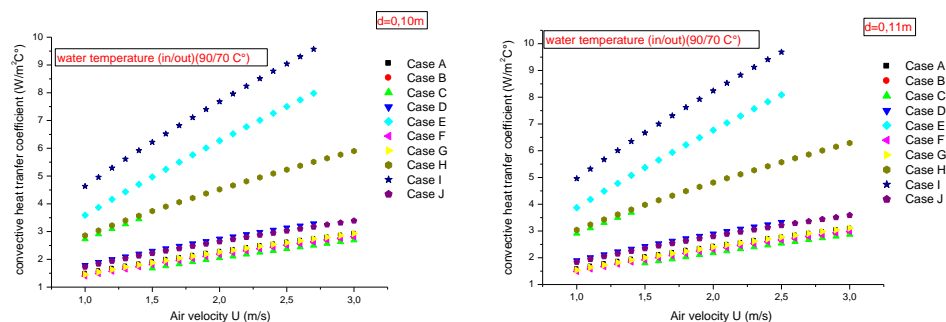 d=0,10m
water temperature (in/out)(90/70 C°)
convective heat tranfer coefficient (W/m²C°)
10
9
8
7
6
5
4
3
2
1
1,0 1,5 2,0 2,5 3,0
Air velocity U (m/s)
Case A
Case B
Case C
Case D
Case E
Case F
Case G
Case H
Case I
Case J
d=0,11m
water temperature (in/out)(90/70 C°)
convective heat tranfer coefficient (W/m²C°)
10
9
8
7
6
5
4
3
2
1
1,0 1,5 2,0 2,5 3,0
Air velocity U (m/s)
Case A
Case B
Case C
Case D
Case E
Case F
Case G
Case H
Case I
Case J